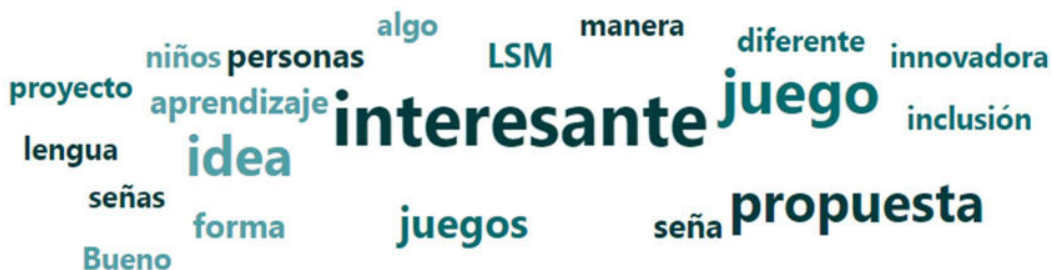 algo manera
niños personas LSM diferente innovadora
proyecto aprendizaje interesante juego inclusión
lengua idea
señas forma juegos seña propuesta
Bueno